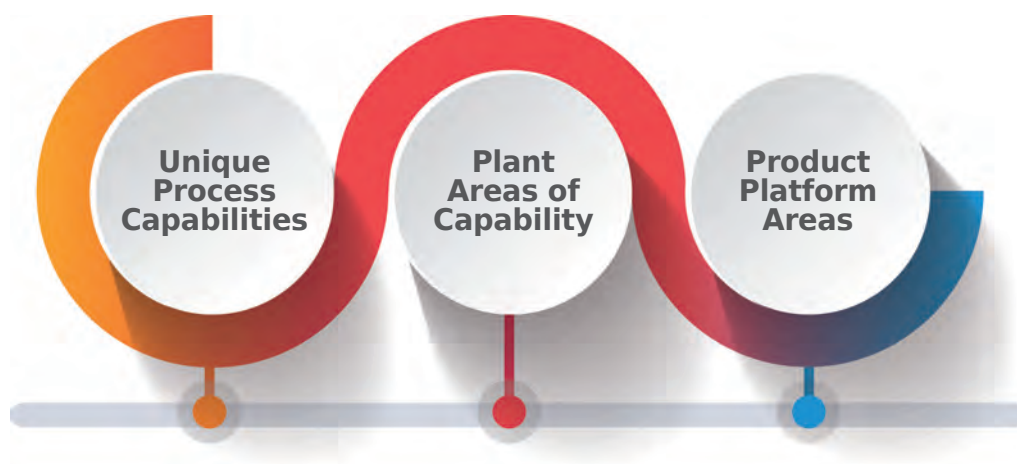 Unique
Process
Capabilities
Plant
Areas of
Capability
Product
Platform
Areas